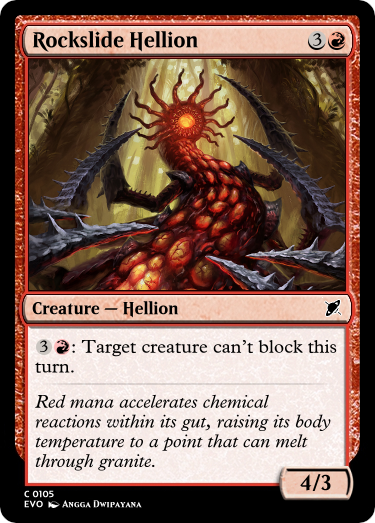 Rockslide Hellion 3
Creature — Hellion
3 : Target creature can't block this
turn.
Red mana accelerates chemical
reactions within its gut, raising its body
temperature to a point that can melt
through granite.
4/3
C 0105
EVO Angga Dwipayana